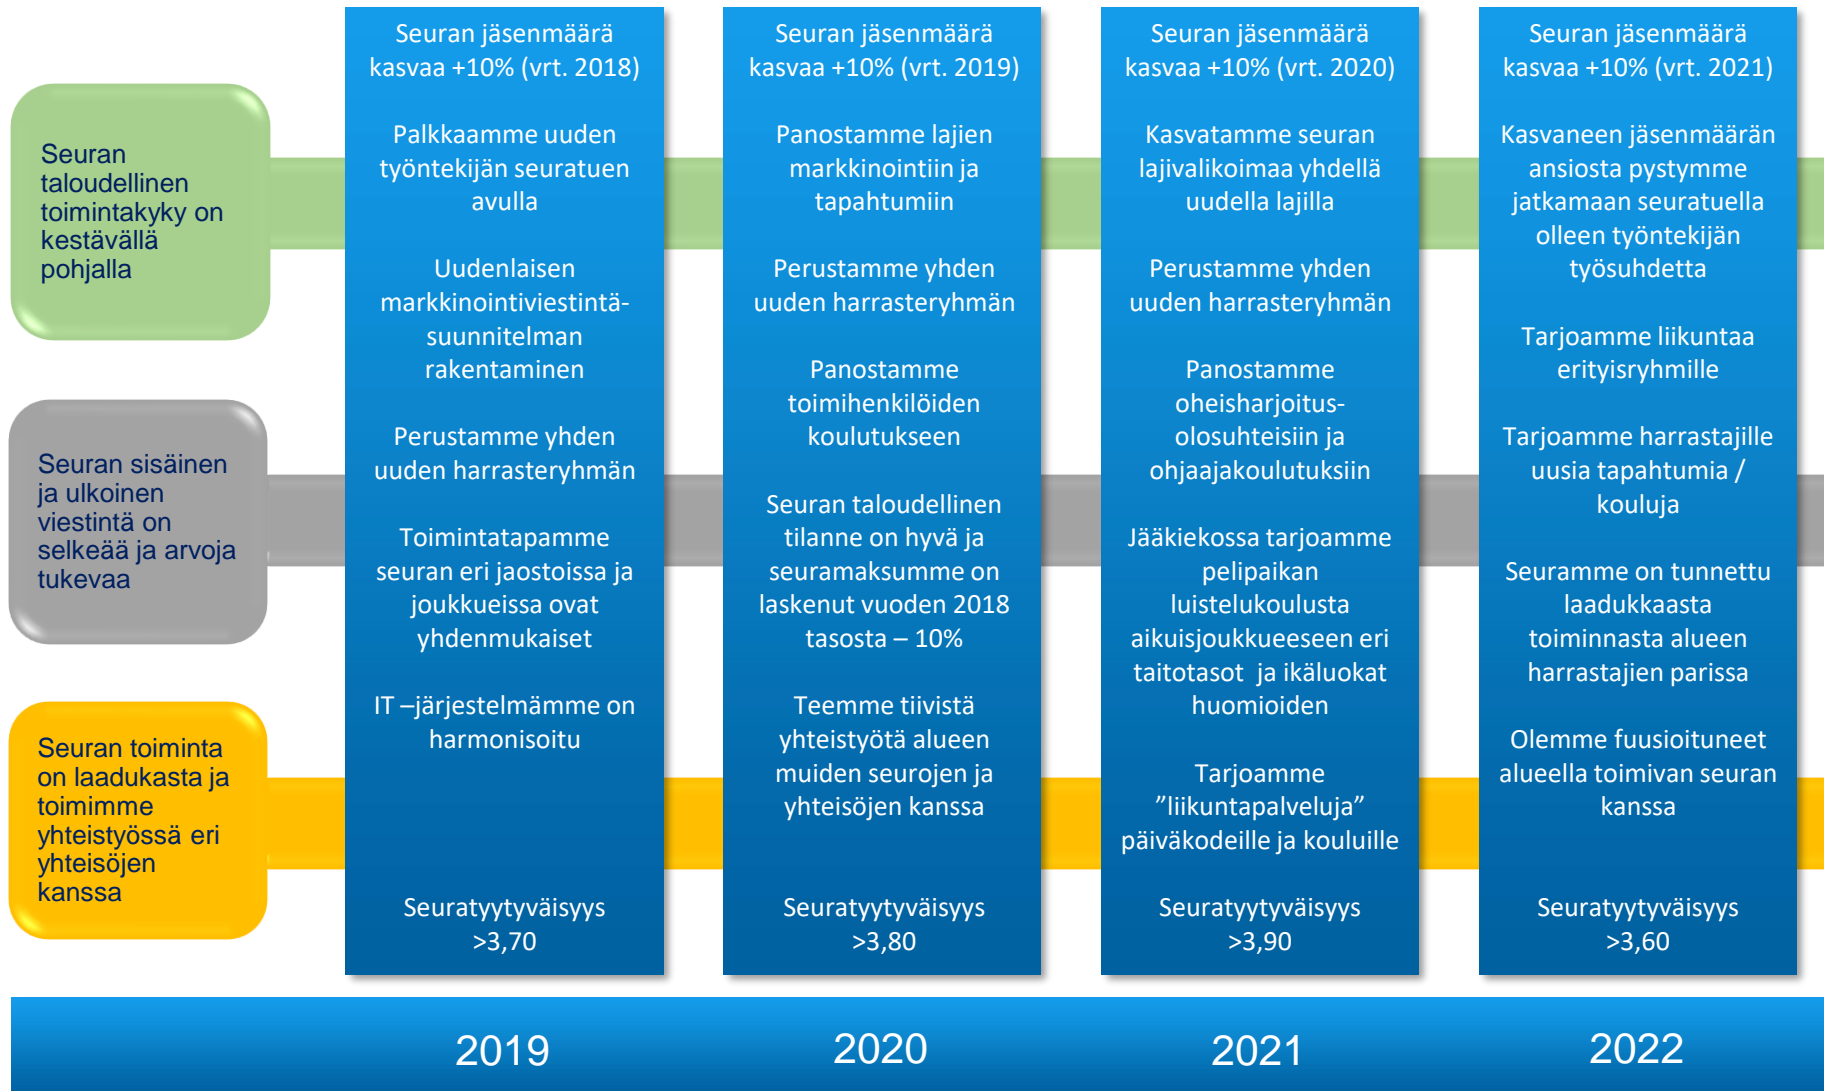 Seuran
taloudellinen
toimintakyky on
kestävällä
pohjalla
Seuran sisäinen
ja ulkoinen
viestintä on
selkeää ja arvoja
tukevaa
Seuran toiminta
on laadukasta ja
toimimme
yhteistyössä eri
yhteisöjen
kanssa
Seuran jäsenmäärä
kasvaa +10% (vrt. 2018)
Palkkaamme uuden
työntekijän seuratuen
avulla
Uudenlaisen
markkinointiviestintä-
suunnitelman
rakentaminen
Perustamme yhden
uuden harrasteryhmän
Toimintatapamme
seuran eri jaostoissa ja
joukkueissa ovat
yhdenmukaiset
IT –järjestelmämme on
harmonisoitu
Seuratyytyväisyys
>3,70
Seuran jäsenmäärä
kasvaa +10% (vrt. 2019)
Panostamme lajien
markkinointiin ja
tapahtumiin
Perustamme yhden
uuden harrasteryhmän
Panostamme
toimihenkilöiden
koulutukseen
Seuran taloudellinen
tilanne on hyvä ja
seuramaksumme on
laskenut vuoden 2018
tasosta – 10%
Teemme tiivistä
yhteistyötä alueen
muiden seurojen ja
yhteisöjen kanssa
Seuratyytyväisyys
>3,80
Seuran jäsenmäärä
kasvaa +10% (vrt. 2020)
Kasvatamme seuran
lajivalikoimaa yhdellä
uudella lajilla
Perustamme yhden
uuden harrasteryhmän
Panostamme
oheisharjoitus-
olosuhteisiin ja
ohjaajakoulutuksiin
Jääkiekossa tarjoamme
pelipaikan
luistelukoulusta
aikuisjoukkueeseen eri
taitotasot  ja ikäluokat
huomioiden
Tarjoamme
”liikuntapalveluja”
päiväkodeille ja kouluille
Seuratyytyväisyys
>3,90
Seuran jäsenmäärä
kasvaa +10% (vrt. 2021)
Kasvaneen jäsenmäärän
ansiosta pystymme
jatkamaan seuratuella
olleen työntekijän
työsuhdetta
Tarjoamme liikuntaa
erityisryhmille
Tarjoamme harrastajille
uusia tapahtumia /
kouluja
Seuramme on tunnettu
laadukkaasta
toiminnasta alueen
harrastajien parissa
Olemme fuusioituneet
alueella toimivan seuran
kanssa
Seuratyytyväisyys
>3,60
2019
2020
2021
2022